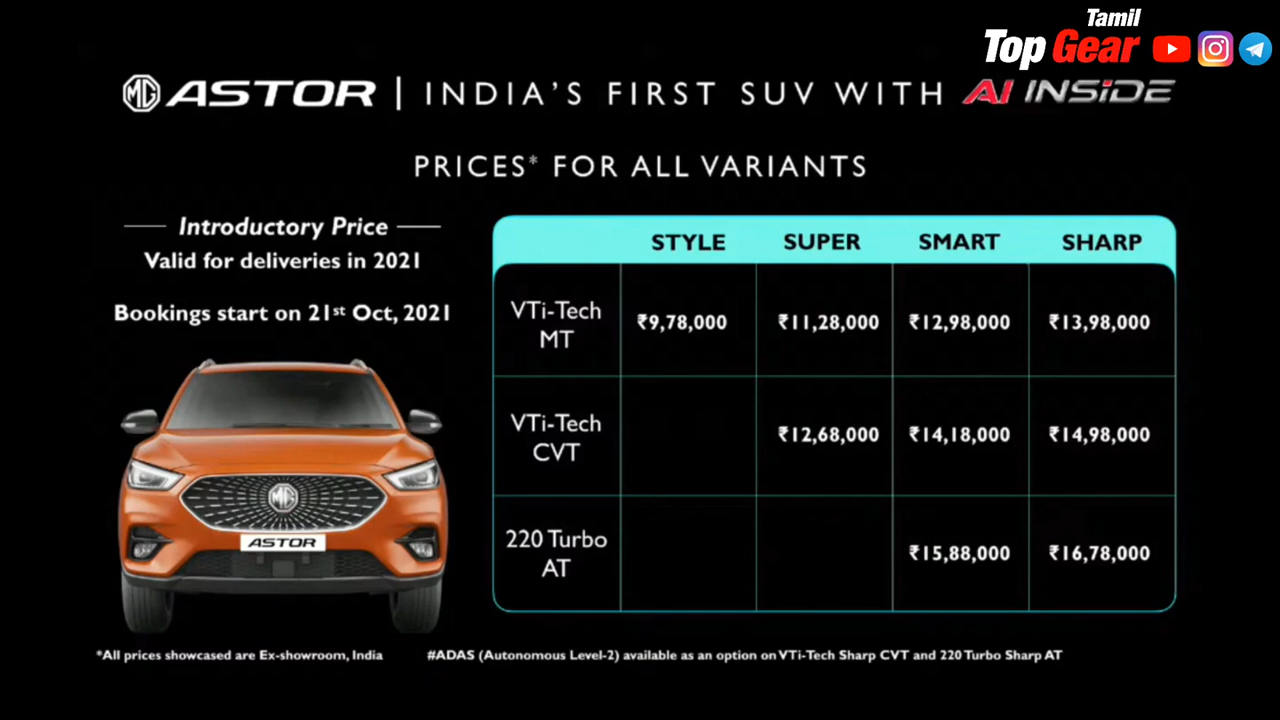 Tamil
Top Gear
MG ASTOR | INDIA'S FIRST SUV WITH AI INSIDE
PRICES* FOR ALL VARIANTS
Introductory Price
Valid for deliveries in 2021
Bookings start on 21st Oct, 2021
MG
ASTOR
STYLE SUPER SMART SHARP
VTi-Tech
MT
₹9,78,000 ₹11,28,000 ₹12,98,000 ₹13,98,000
VTi-Tech
CVT
₹12,68,000 ₹14,18,000 ₹14,98,000
220 Turbo
AT
₹15,88,000 ₹16,78,000
*All prices showcased are Ex-showroom, India
#ADAS (Autonomous Level-2) available as an option on VTi-Tech Sharp CVT and 220 Turbo Sharp AT